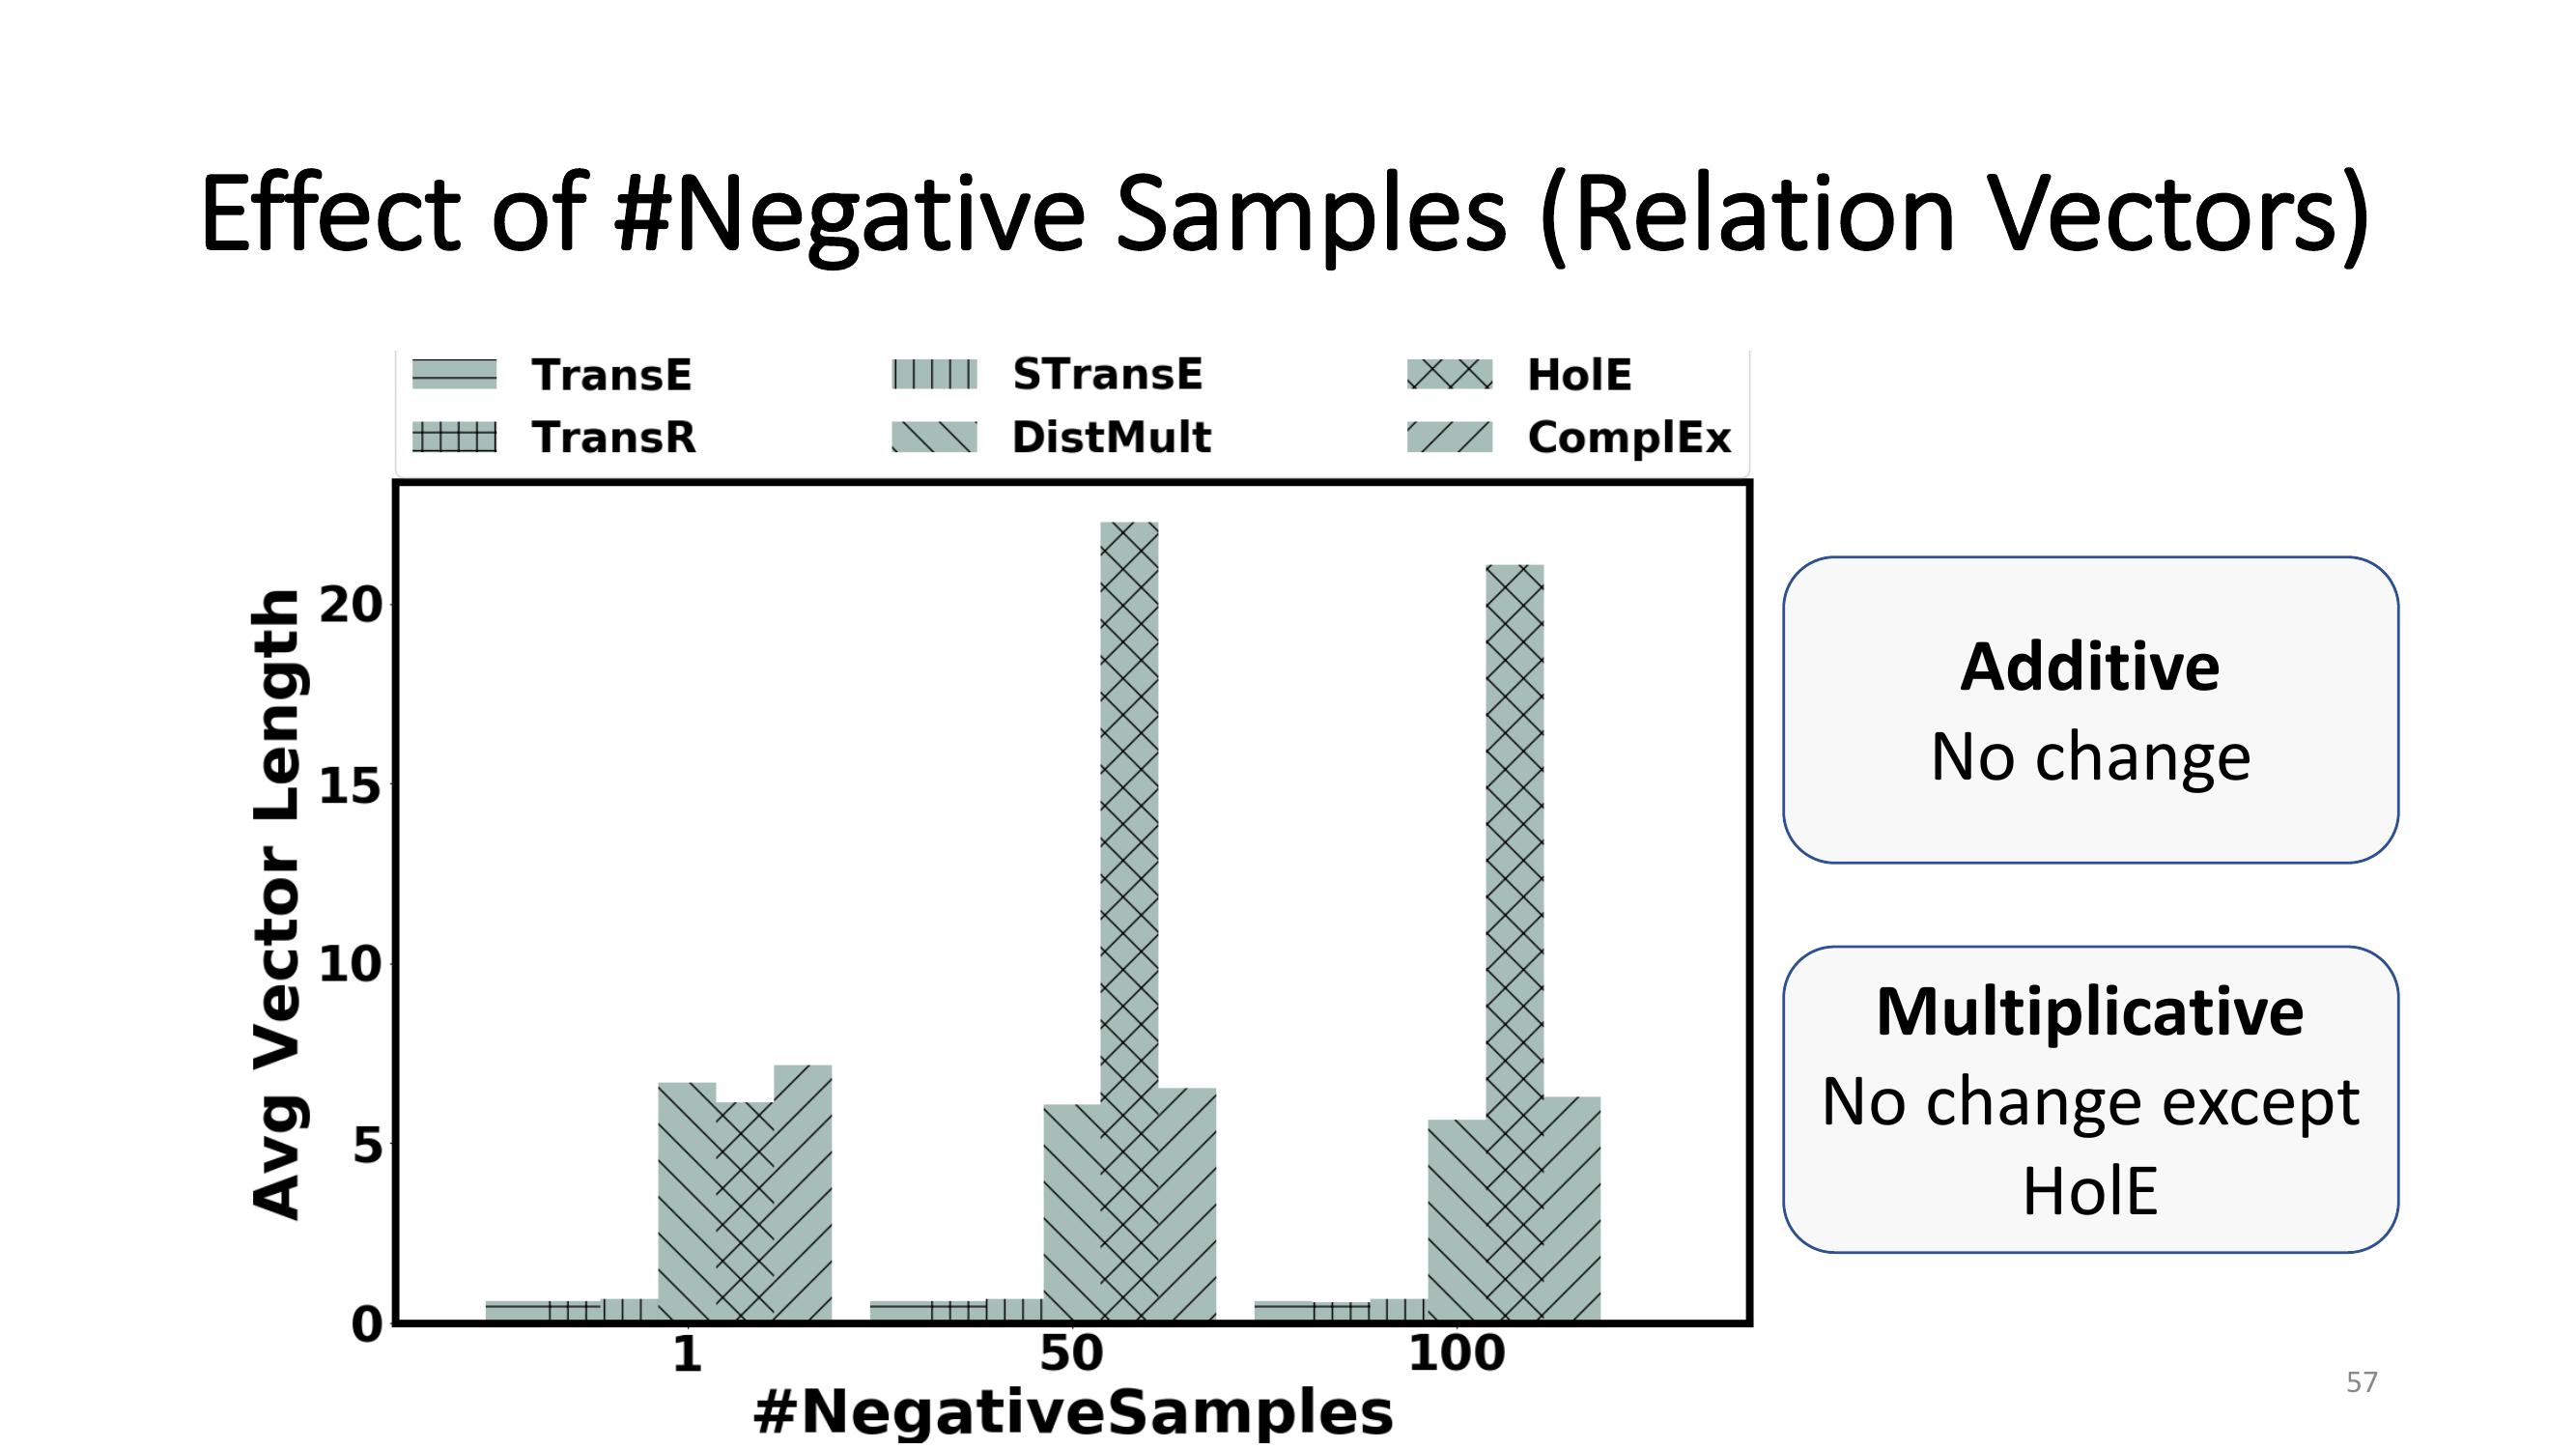 Effect of #Negative Samples (Relation Vectors)
TransE
STransE
HolE
TransR
DistMult
ComplEx
Avg Vector Length
20
15
10
5
0
1
50
100
#NegativeSamples
Additive
No change
Multiplicative
No change except
HolE
57